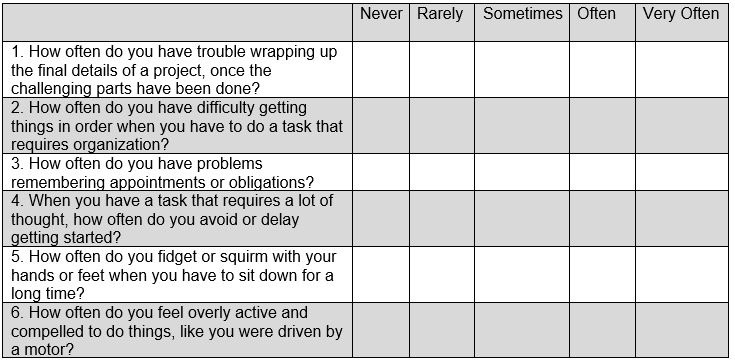 Never Rarely Sometimes Often Very Often
1. How often do you have trouble wrapping up
the final details of a project, once the
challenging parts have been done?
2. How often do you have difficulty getting
things in order when you have to do a task that
requires organization?
3. How often do you have problems
remembering appointments or obligations?
4. When you have a task that requires a lot of
thought, how often do you avoid or delay
getting started?
5. How often do you fidget or squirm with your
hands or feet when you have to sit down for a
long time?
6. How often do you feel overly active and
compelled to do things, like you were driven by
a motor?